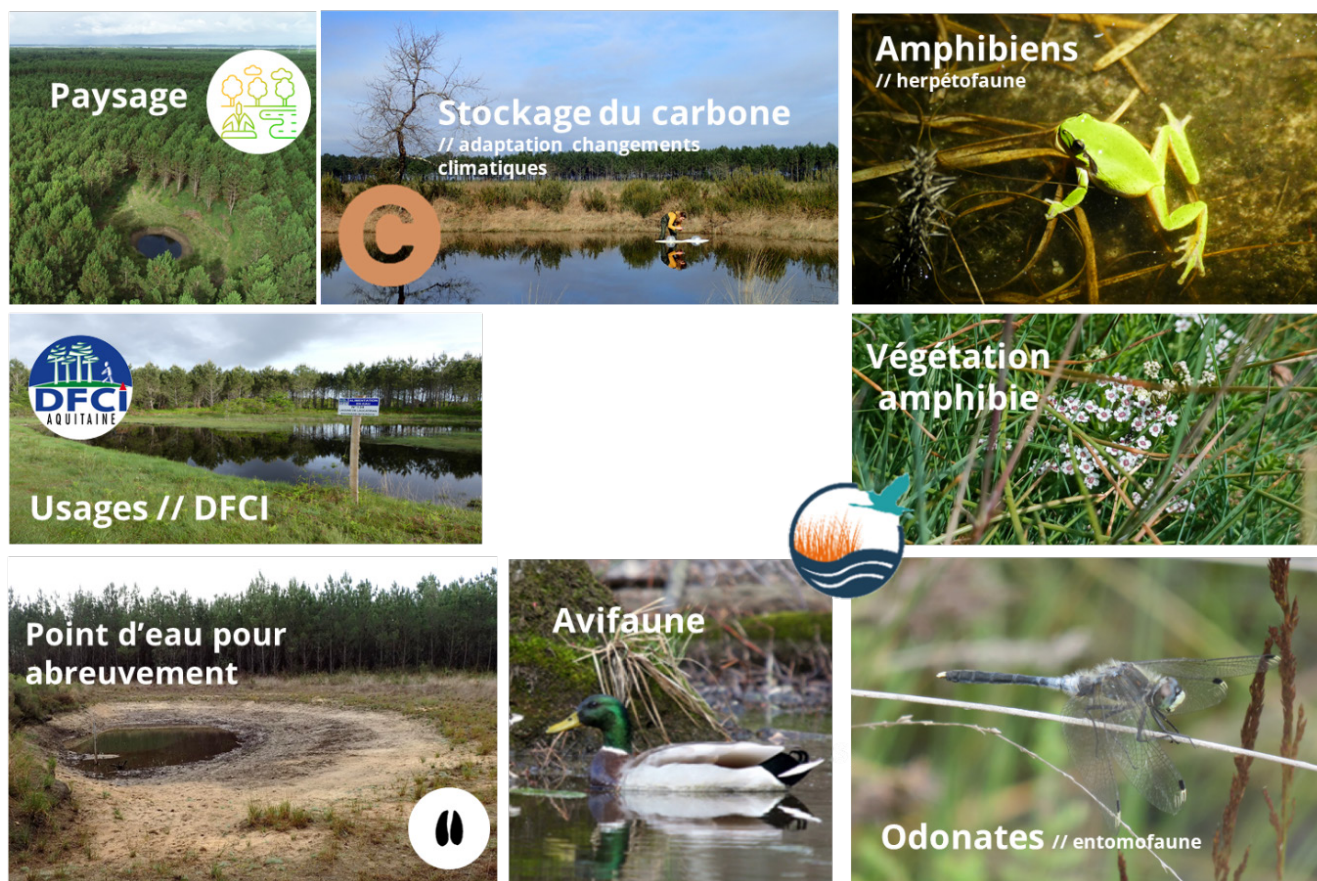 Paysage
Stockage du carbone
// adaptation changements
climatiques
C
Amphibiens
// herpétofaune
DFCI
AQUITAINE
Usages // DFCI
Végétation
amphibie
Point d'eau pour
abreuvement
Avifaune
Odonates // entomofaune